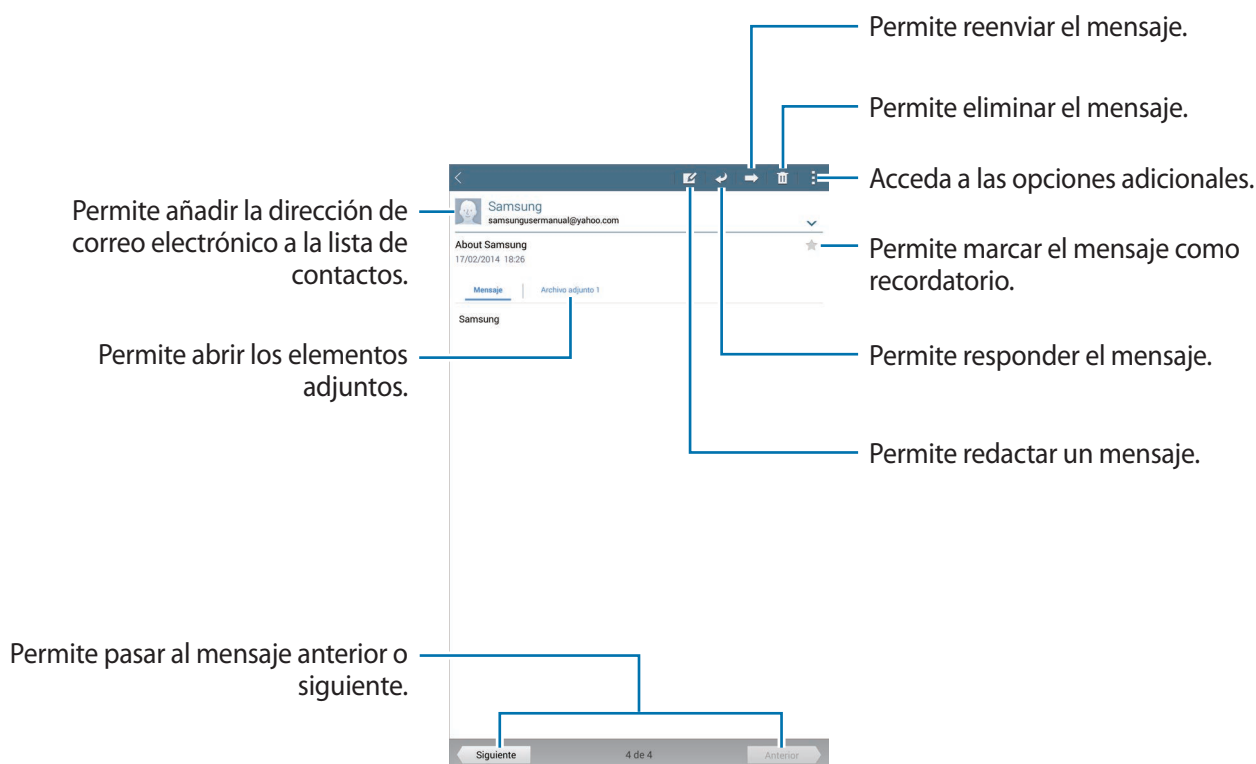 Permite reenviar el mensaje.
Permite eliminar el mensaje.
Acceda a las opciones adicionales.
Permite añadir la dirección de
correo electrónico a la lista de
contactos.
Samsung
samsungusermanual@yahoo.com
About Samsung
17/02/2014 18:26
Permite marcar el mensaje como
recordatorio.
Mensaje
Archivo adjunto 1
Samsung
Permite abrir los elementos
adjuntos.
Permite responder el mensaje.
Permite redactar un mensaje.
Permite pasar al mensaje anterior o
siguiente.
Siguiente
4 de 4
Anterior